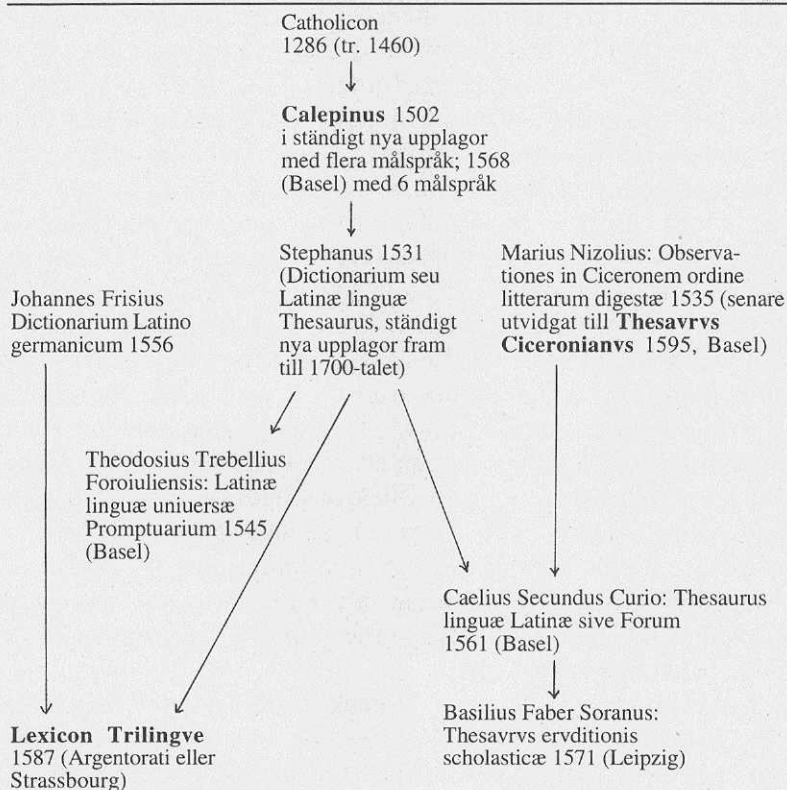 Catholicon
1286 (tr. 1460)
Calepinus 1502
i ständigt nya upplagor
med flera målspråk; 1568
(Basel) med 6 målspråk
Stephanus 1531
(Dictionarium seu
Latinæ linguæ
Thesaurus, ständigt
nya upplagor fram
till 1700-talet)
Marius Nizolius: Observa-
tiones in Ciceronem ordine
litterarum digestæ 1535 (senare
utvidgat till Thesavrvs
Ciceronianvs 1595, Basel)
Johannes Frisius
Dictionarium Latino
germanicum 1556
Theodosius Trebellius
Foroiuliensis: Latinæ
linguæ uniuersæ
Promptuarium 1545
(Basel)
Caelius Secundus Curio: Thesaurus
linguæ Latinæ sive Forum
1561 (Basel)
Lexicon Trilingve
1587 (Argentorati eller
Strassbourg)
Basilius Faber Soranus:
Thesavrvs ervditionis
scholasticæ 1571 (Leipzig)